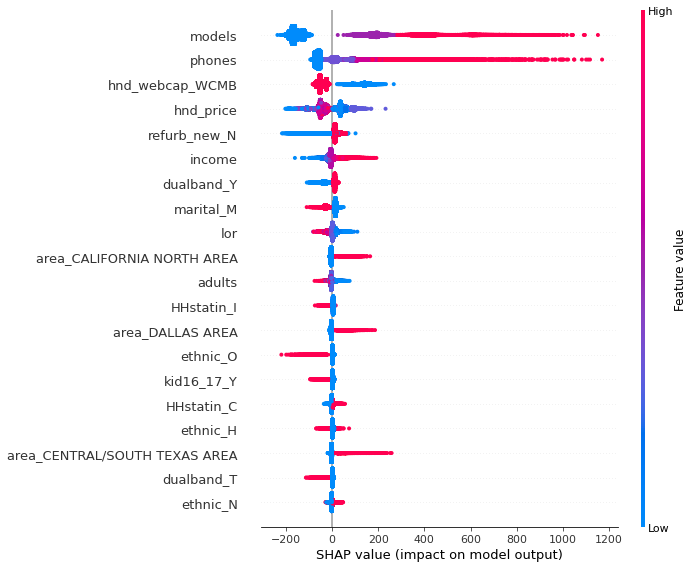 High
models
phones
hnd_webcap_WCMB
hnd_price
refurb_new_N
income
dualband_Y
marital_M
lor
area_CALIFORNIA NORTH AREA
adults
HHstatin_I
area_DALLAS AREA
ethnic_O
kid16_17_Y
HHstatin_C
ethnic_H
area_CENTRAL/SOUTH TEXAS AREA
dualband_T
ethnic_N
Feature value
Low
−200 0 200 400 600 800 1000 1200
SHAP value (impact on model output)